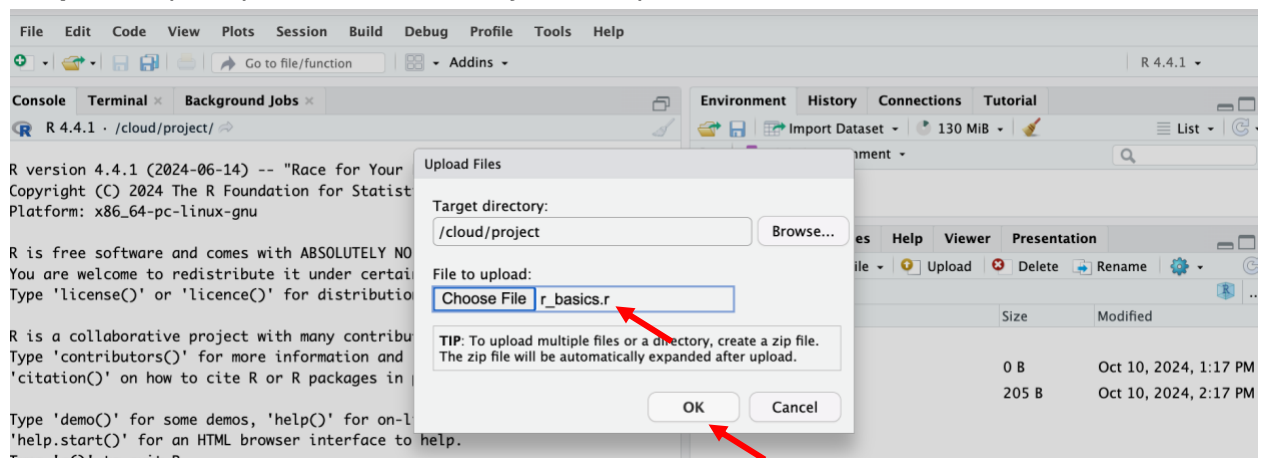 File Edit Code View Plots Session Build Debug Profile Tools Help
Go to file/function Addins R 4.4.1
Console Terminal Background Jobs
R 4.4.1 · /cloud/project/
R version 4.4.1 (2024-06-14) -- "Race for Your
Copyright (C) 2024 The R Foundation for Statist
Platform: x86_64-pc-linux-gnu
R is free software and comes with ABSOLUTELY NO
You are welcome to redistribute it under certai
Type 'license()' or 'licence()' for distributio
R is a collaborative project with many contribu
Type 'contributors()' for more information and
'citation()' on how to cite R or R packages in
Type 'demo()' for some demos, 'help()' for on-l
'help.start()' for an HTML browser interface to help.
Upload Files
Target directory:
/cloud/project Browse...
File to upload:
Choose File r_basics.r
TIP: To upload multiple files or a directory, create a zip file.
The zip file will be automatically expanded after upload.
OK Cancel
Environment History Connections Tutorial
Import Dataset 130 MiB List
nment
es Help Viewer Presentation
ile Upload Delete Rename
Size Modified
0 B Oct 10, 2024, 1:17 PM
205 B Oct 10, 2024, 2:17 PM